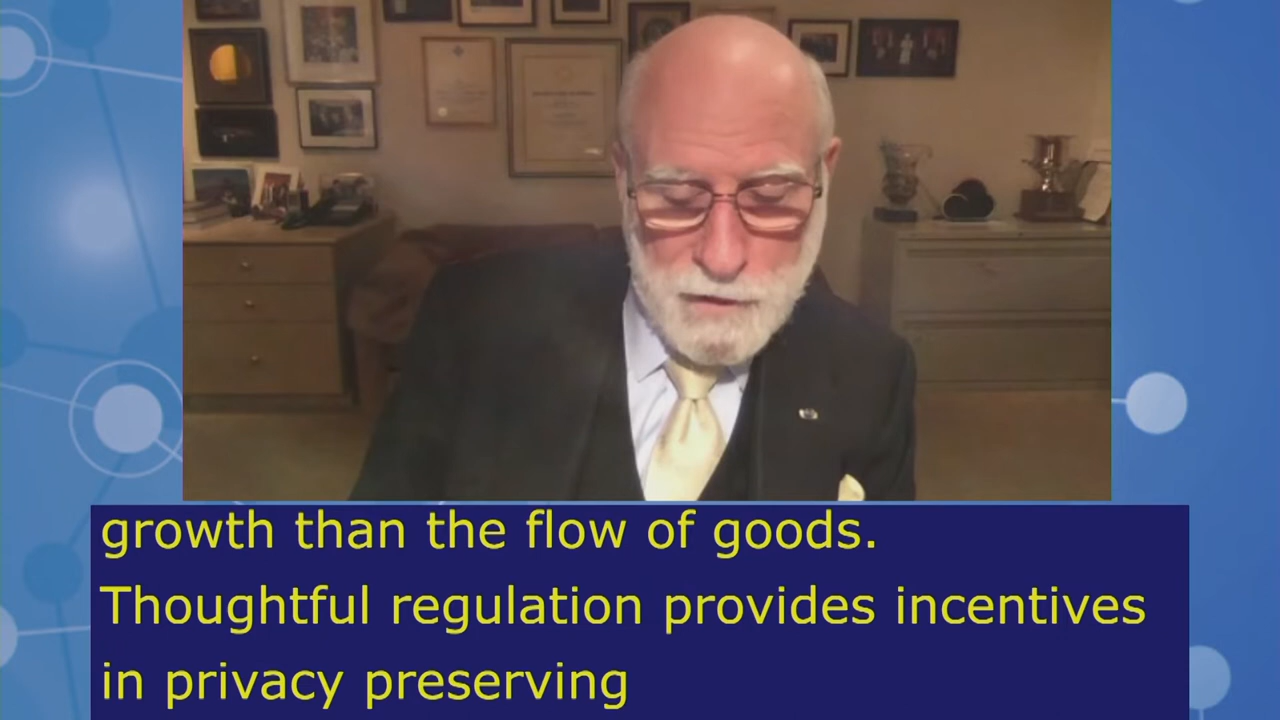 growth than the flow of goods.
Thoughtful regulation provides incentives
in privacy preserving